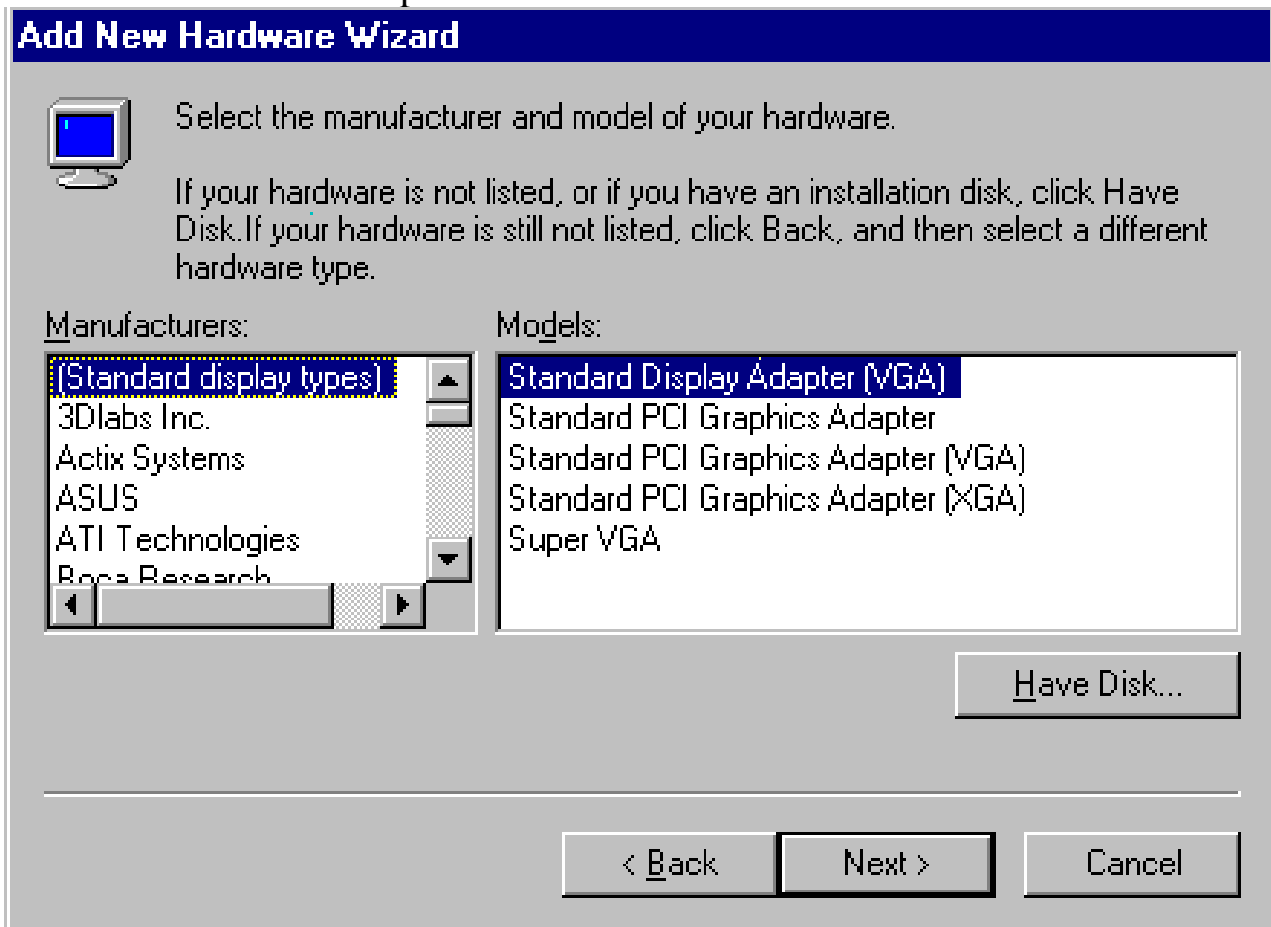 Add New Hardware Wizard
Select the manufacturer and model of your hardware.
If your hardware is not listed, or if you have an installation disk, click Have
Disk.If your hardware is still not listed, click Back, and then select a different
hardware type.
Manufacturers:
Models:
(Standard display types)
3Dlabs Inc.
Actix Systems
ASUS
ATI Technologies
Boca Research
Standard Display Adapter (VGA)
Standard PCI Graphics Adapter
Standard PCI Graphics Adapter (VGA)
Standard PCI Graphics Adapter (XGA)
Super VGA
Have Disk...
< Back
Next >
Cancel